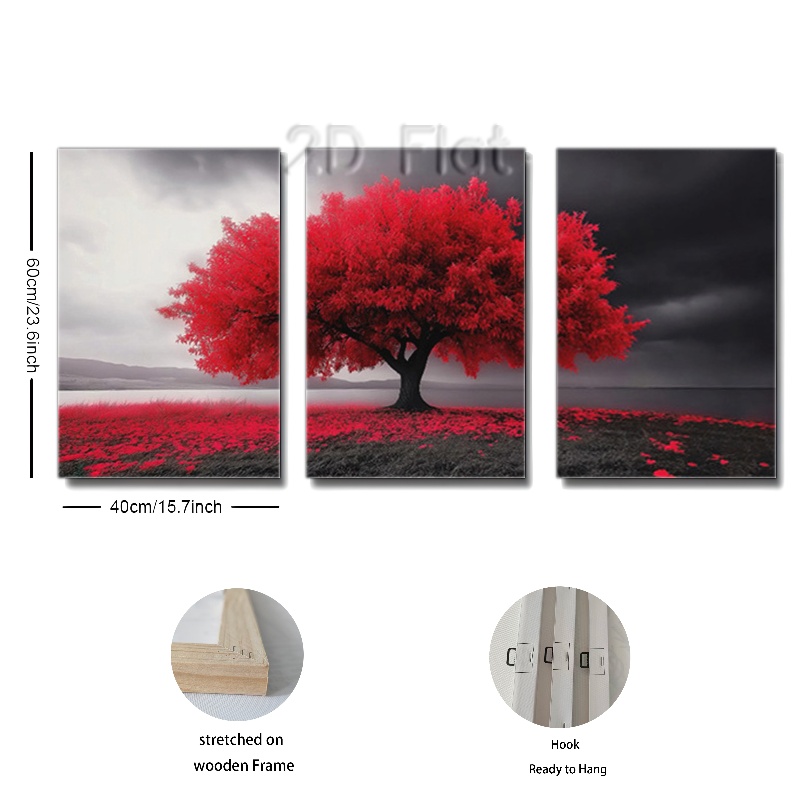 2D Flat
60cm/23.6inch
40cm/15.7inch
stretched on
wooden Frame
Hook
Ready to Hang